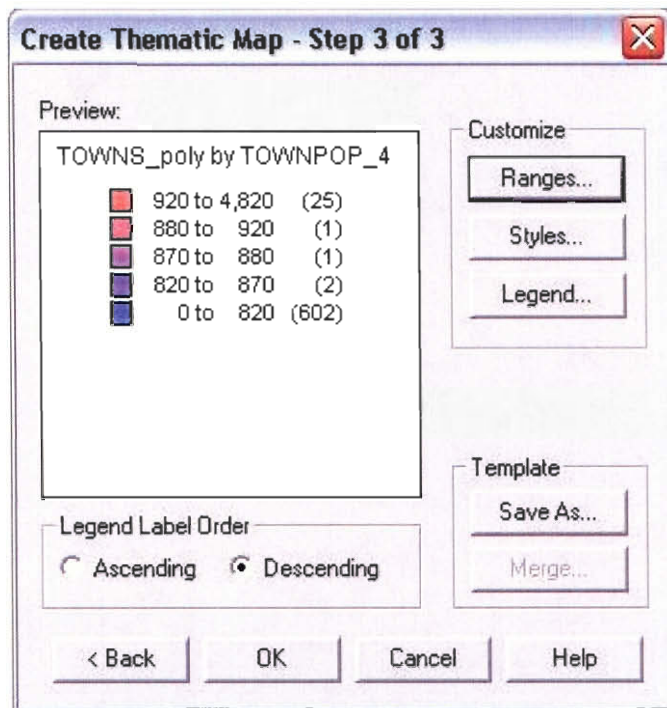 Create Thematic Map - Step 3 of 3
Preview:
TOWNS_poly by TOWNPOP_4
920 to 4,820 (25)
880 to 920 (1)
870 to 880 (1)
820 to 870 (2)
0 to 820 (602)
Legend Label Order
Ascending
Descending
Customize
Ranges...
Styles...
Legend...
Template
Save As...
Merge...
< Back
OK
Cancel
Help